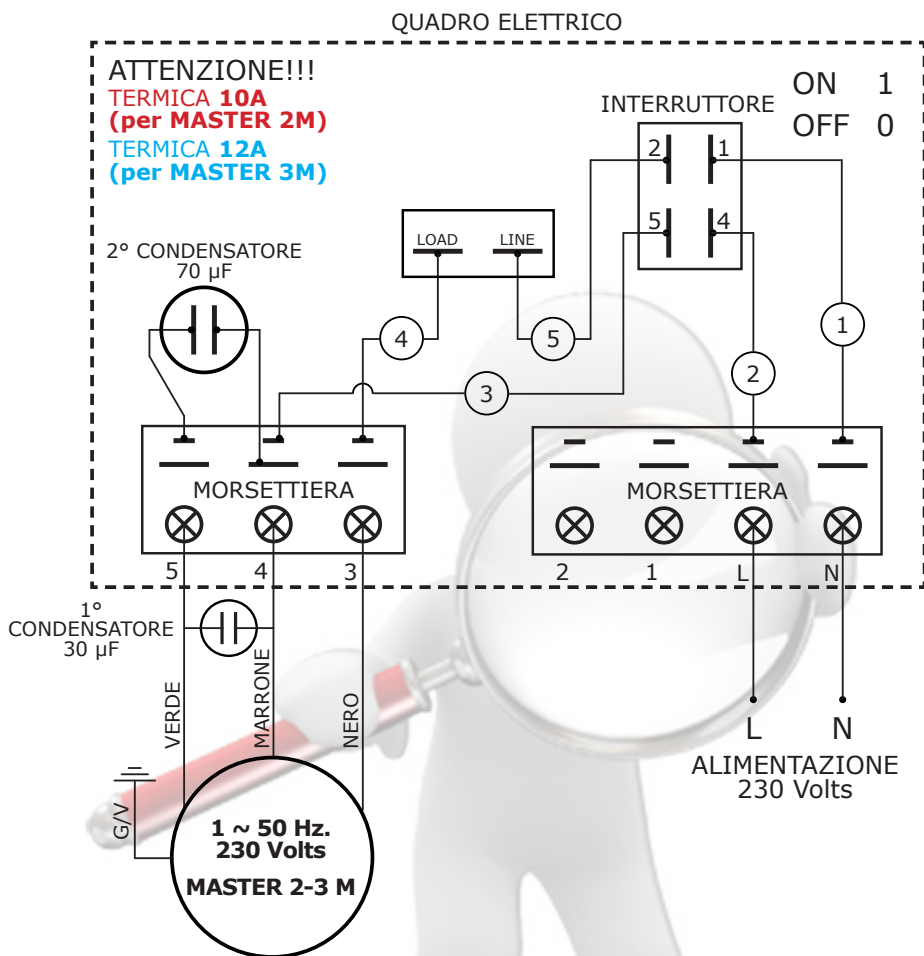 QUADRO ELETTRICO
ATTENZIONE!!!
TERMICA 10A
(per MASTER 2M)
TERMICA 12A
(per MASTER 3M)
ON 1
OFF 0
INTERRUTTORE
2 1
5 4
LOAD LINE
2° CONDENSATORE
70 µF
4
5
1
2
3
MORSETTIERA
MORSETTIERA
5 4 3
2 1 L N
1°
CONDENSATORE
30 µF
VERDE
MARRONE
NERO
G/V
L N
ALIMENTAZIONE
230 Volts
1 ~ 50 Hz.
230 Volts
MASTER 2-3 M